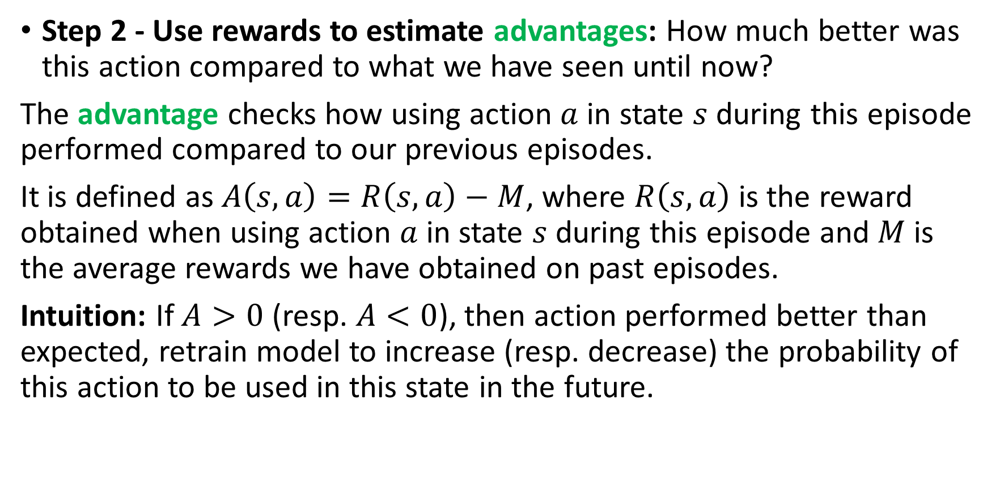 • Step 2 - Use rewards to estimate advantages: How much better was
this action compared to what we have seen until now?
The advantage checks how using action a in state s during this episode
performed compared to our previous episodes.
It is defined as A(s, a) = R(s, a) − M, where R(s, a) is the reward
obtained when using action a in state s during this episode and M is
the average rewards we have obtained on past episodes.
Intuition: If A > 0 (resp. A < 0), then action performed better than
expected, retrain model to increase (resp. decrease) the probability of
this action to be used in this state in the future.